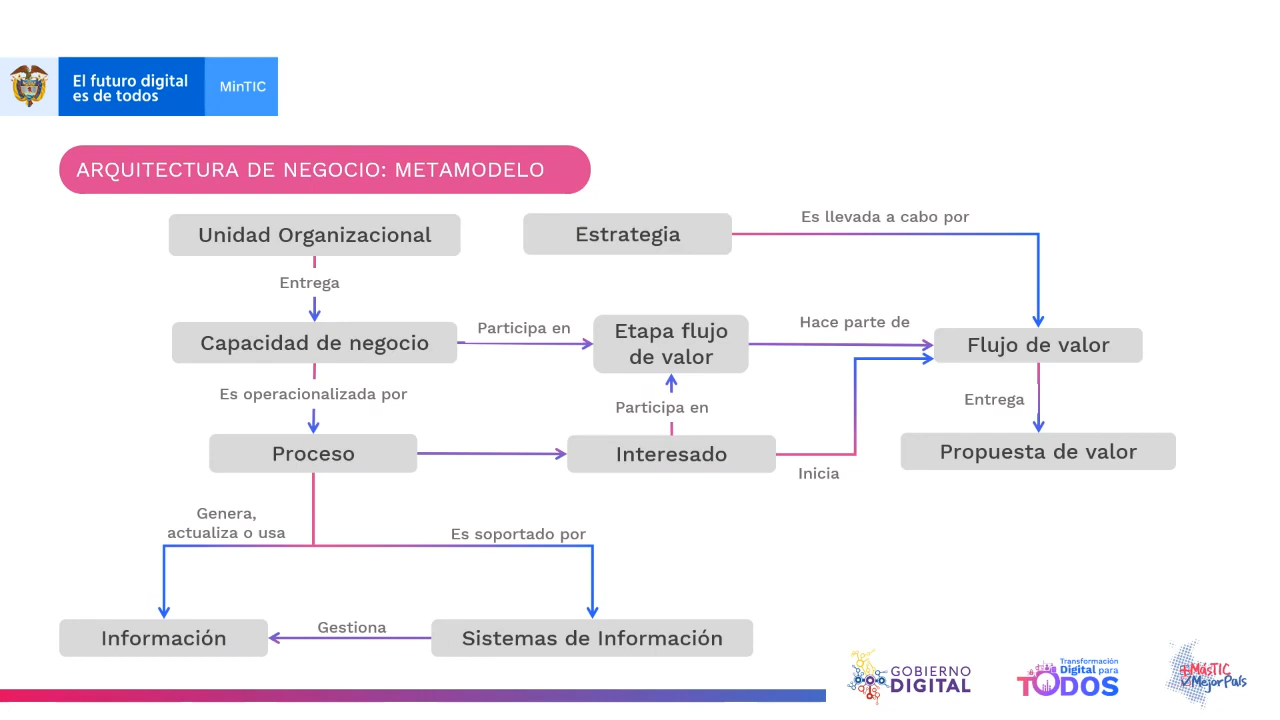 El futuro digital
es de todos
MinTIC
ARQUITECTURA DE NEGOCIO: METAMODELO
Unidad Organizacional
Estrategia
Es llevada a cabo por
Entrega
Capacidad de negocio
Participa en
Etapa flujo
de valor
Hace parte de
Flujo de valor
Es operacionalizada por
Participa en
Entrega
Proceso
Interesado
Inicia
Propuesta de valor
Genera,
actualiza o usa
Es soportado por
Información
Gestiona
Sistemas de Información
GOBIERNO
DIGITAL
Transformación
Digital para
TODOS
+MásTIC
MejorPaís